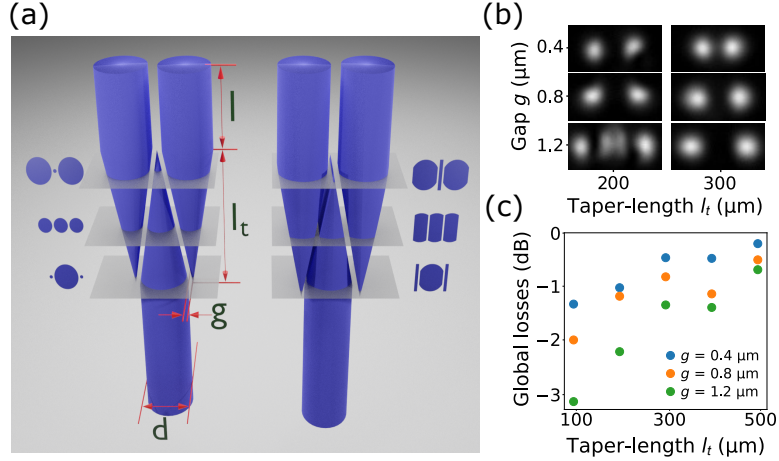 (a)
l
l_t
g
d
(b)
Gap g (μm)
0.4
0.8
1.2
200
300
Taper-length l_t (μm)
(c)
Global losses (dB)
0
−1
−2
−3
g = 0.4 μm
g = 0.8 μm
g = 1.2 μm
100
300
500
Taper-length l_t (μm)